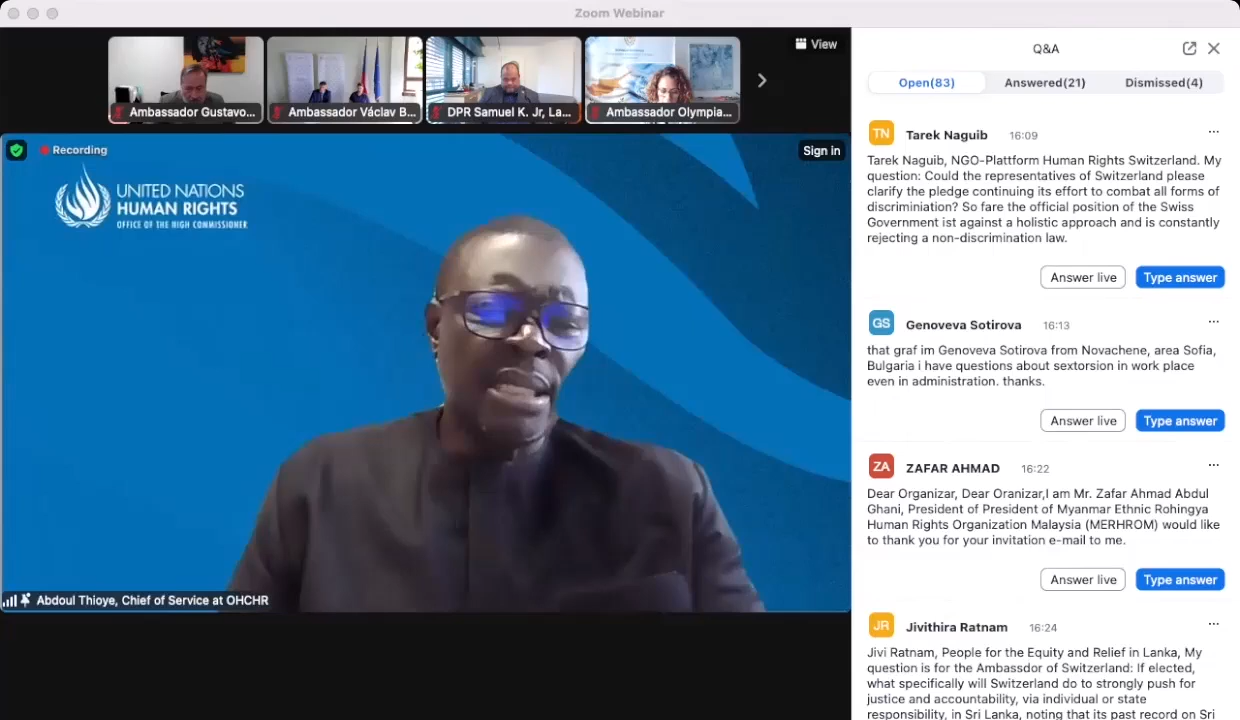 Zoom Webinar
Ambassador Gustavo...
Ambassador Václav B...
DPR Samuel K. Jr, La...
Ambassador Olympia...
View
Recording
Sign in
UNITED NATIONS
HUMAN RIGHTS
OFFICE OF THE HIGH COMMISSIONER
Abdoul Thioye, Chief of Service at OHCHR
Q&A
Open(83)
Answered(21)
Dismissed(4)
TN
Tarek Naguib
16:09
Tarek Naguib, NGO-Plattform Human Rights Switzerland. My
question: Could the representatives of Switzerland please
clarify the pledge continuing its effort to combat all forms of
discriminiation? So fare the official position of the Swiss
Government ist against a holistic approach and is constantly
rejecting a non-discrimination law.
Answer live
Type answer
GS
Genoveva Sotirova
16:13
that graf im Genoveva Sotirova from Novachene, area Sofia,
Bulgaria i have questions about sextorsion in work place
even in administration. thanks.
Answer live
Type answer
ZA
ZAFAR AHMAD
16:22
Dear Organizar, Dear Oranizar,I am Mr. Zafar Ahmad Abdul
Ghani, President of President of Myanmar Ethnic Rohingya
Human Rights Organization Malaysia (MERHROM) would like
to thank you for your invitation e-mail to me.
Answer live
Type answer
JR
Jivithira Ratnam
16:24
Jivi Ratnam, People for the Equity and Relief in Lanka, My
question is for the Ambassdor of Switzerland: If elected,
what specifically will Switzerland do to strongly push for
justice and accountability, via individual or state
responsibility, in Sri Lanka, noting that its past record on Sri